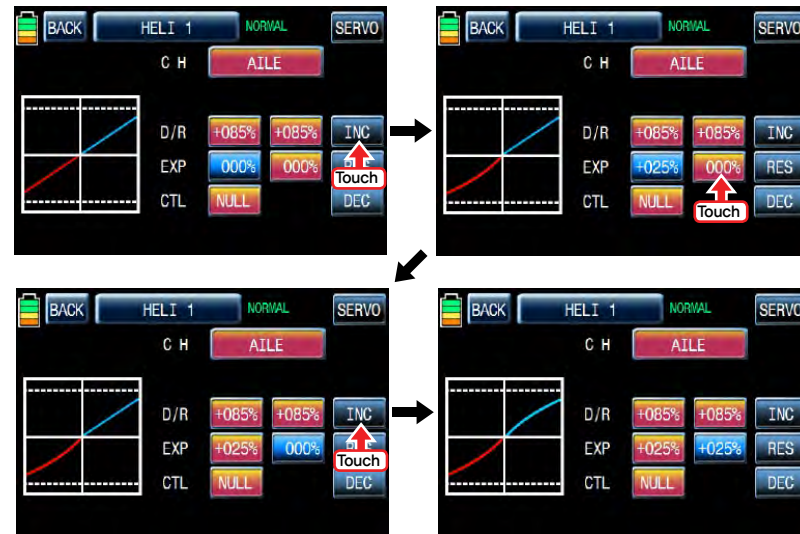 BACK HELI 1 NORMAL SERVO
C H AILE
D/R +085% +085% INC
EXP 000% 000%
Touch
CTL NULL DEC
BACK HELI 1 NORMAL SERVO
C H AILE
D/R +085% +085% INC
EXP +025% 000% RES
CTL NULL Touch DEC
BACK HELI 1 NORMAL SERVO
C H AILE
D/R +085% +085% INC
EXP +025% 000%
Touch
CTL NULL DEC
BACK HELI 1 NORMAL SERVO
C H AILE
D/R +085% +085% INC
EXP +025% +025% RES
CTL NULL DEC